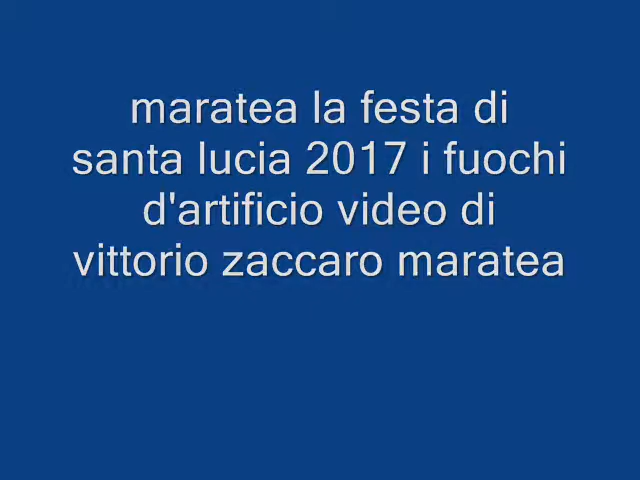 maratea la festa di
santa lucia 2017 i fuochi
d'artificio video di
vittorio zaccaro maratea